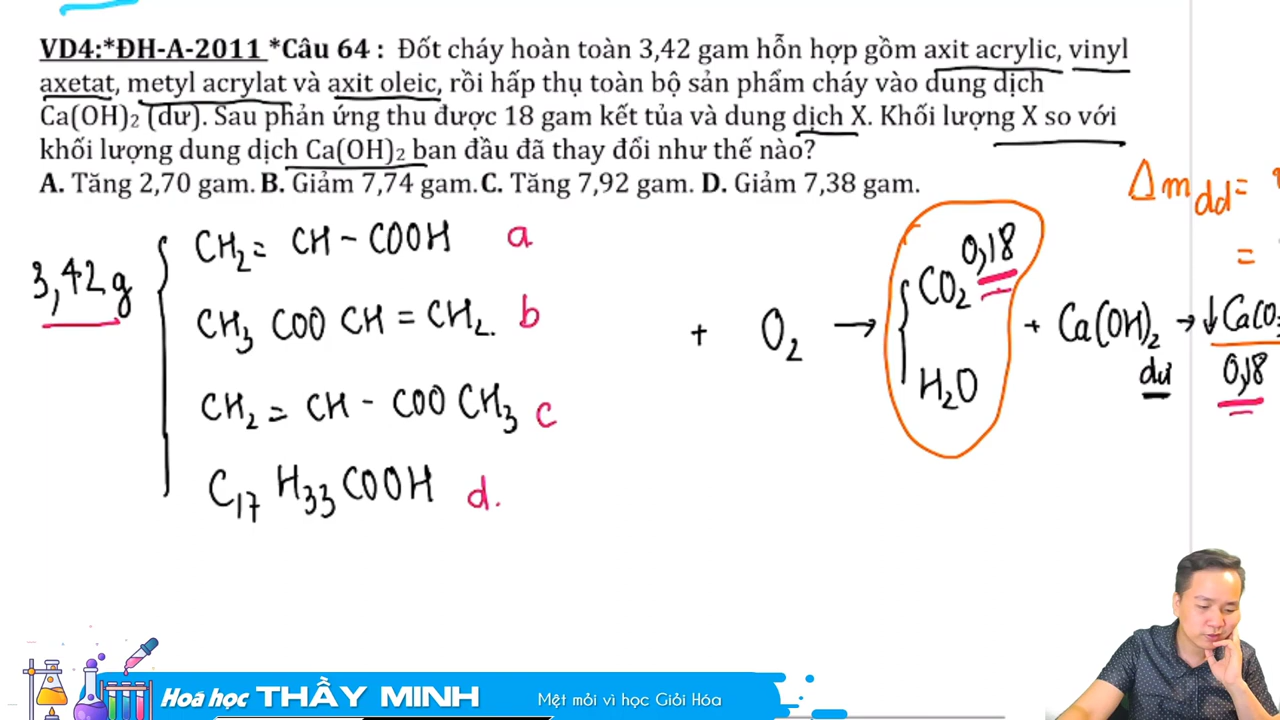 VD4:*ĐH-A-2011 *Câu 64 : Đốt cháy hoàn toàn 3,42 gam hỗn hợp gồm axit acrylic, vinyl
axetat, metyl acrylat và axit oleic, rồi hấp thụ toàn bộ sản phẩm cháy vào dung dịch
Ca(OH)₂ (dư). Sau phản ứng thu được 18 gam kết tủa và dung dịch X. Khối lượng X so với
khối lượng dung dịch Ca(OH)₂ ban đầu đã thay đổi như thế nào?
A. Tăng 2,70 gam. B. Giảm 7,74 gam. C. Tăng 7,92 gam. D. Giảm 7,38 gam.
Δm dd =
=
3,42g
CH₂ = CH - COOH a
CH₃ COO CH = CH₂. b
CH₂ = CH - COO CH₃ c
C₁₇ H₃₃ COOH d.
+ O₂ →
CO₂ 0,18
H₂O
+ Ca(OH)₂ → ↓
dư
0,18
Hoá học THẦY MINH
Mệt mỏi vì học Giỏi Hóa